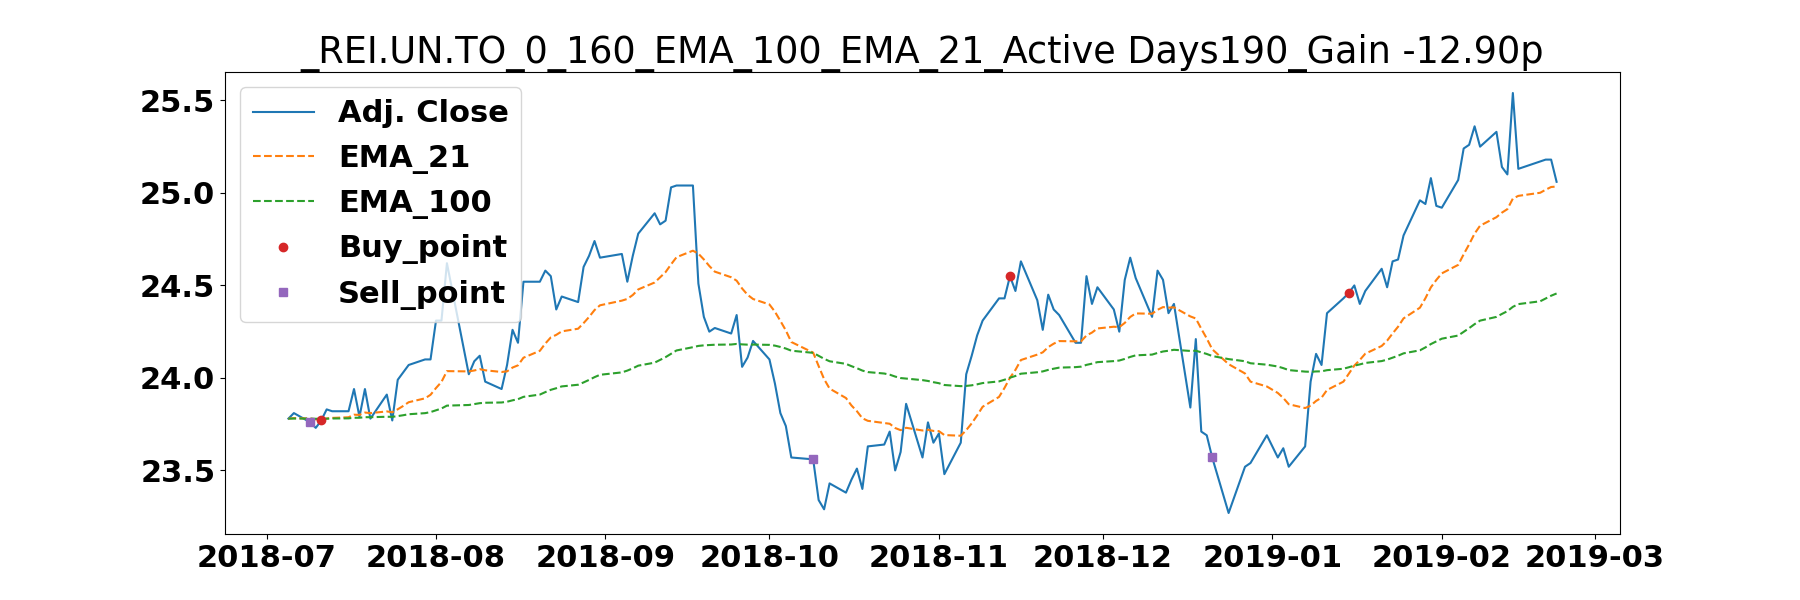 _REI.UN.TO_0_160_EMA_100_EMA_21_Active Days190_Gain -12.90p
25.5
25.0
24.5
24.0
23.5
Adj. Close
EMA_21
EMA_100
Buy_point
Sell_point
2018-07 2018-08 2018-09 2018-10 2018-11 2018-12 2019-01 2019-02 2019-03